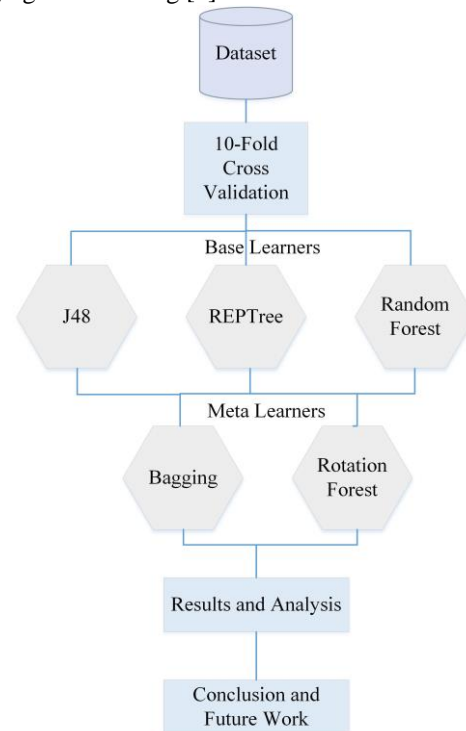 Dataset
10-Fold
Cross
Validation
Base Learners
J48
REPTree
Random
Forest
Meta Learners
Bagging
Rotation
Forest
Results and Analysis
Conclusion and
Future Work